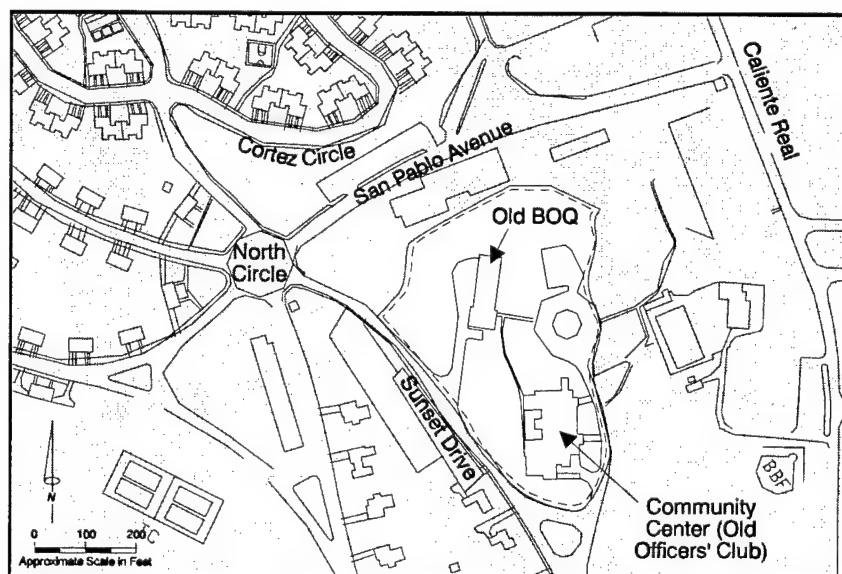 Caliente Real
Cortez Circle
San Pablo Avenue
Old BOQ
North
Circle
Sunset Drive
BBF
N
0 100 200
Approximate Scale in Feet
Community
Center (Old
Officers' Club)